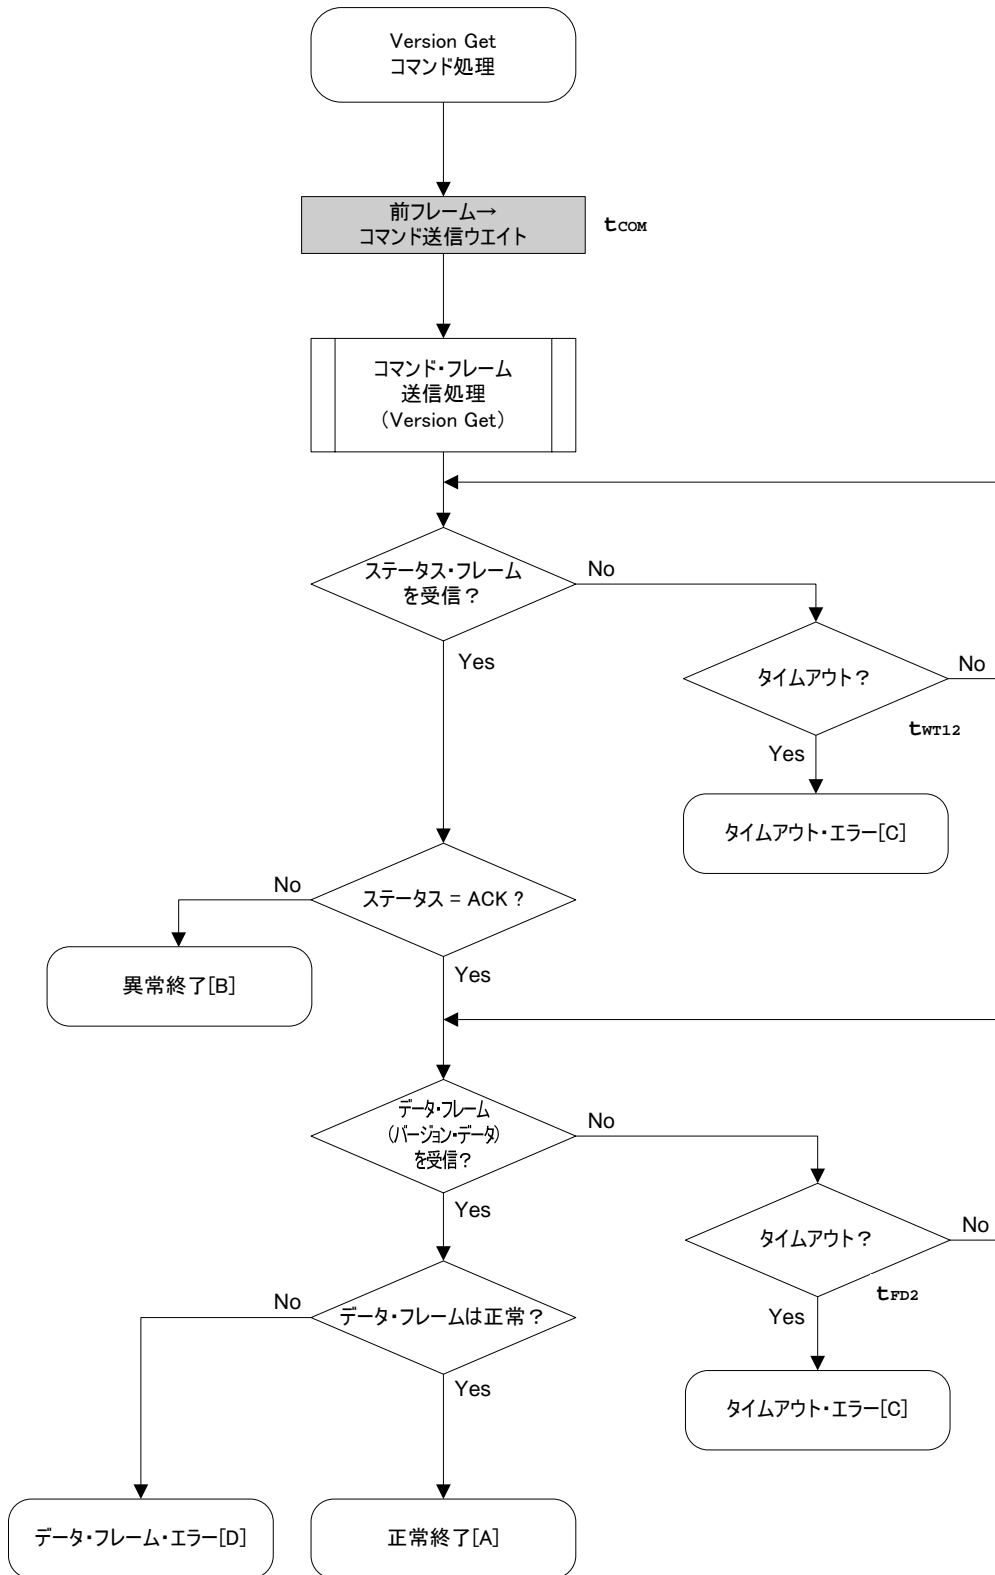 Version Get
コマンド処理
前フレーム→
コマンド送信ウエイト
tCOM
コマンド・フレーム
送信処理
（Version Get）
ステータス・フレーム
を受信？
No
Yes
タイムアウト？
No
tWT12
Yes
タイムアウト・エラー[C]
ステータス = ACK ?
No
Yes
異常終了[B]
データ・フレーム
（バージョン・データ）
を受信？
No
Yes
タイムアウト？
No
tFD2
Yes
タイムアウト・エラー[C]
データ・フレームは正常？
No
Yes
データ・フレーム・エラー[D]
正常終了[A]